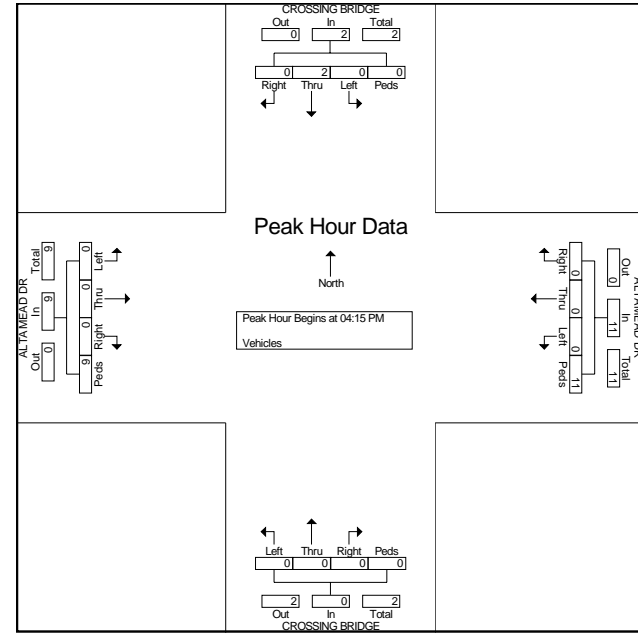 CROSSING BRIDGE
Out In Total
0 2 2
0 2 0 0
Right Thru Left Peds
Peak Hour Data
North
Peak Hour Begins at 04:15 PM
Vehicles
ALTAMEAD DR
Out In Total
0 9 9
Left Thru Right Peds
0 0 0 9
Right Thru Left Peds
0 0 0 11
Out In Total
0 11 11
ALTAMEAD DR
Left Thru Right Peds
0 0 0 0
2 0 2
Out In Total
CROSSING BRIDGE